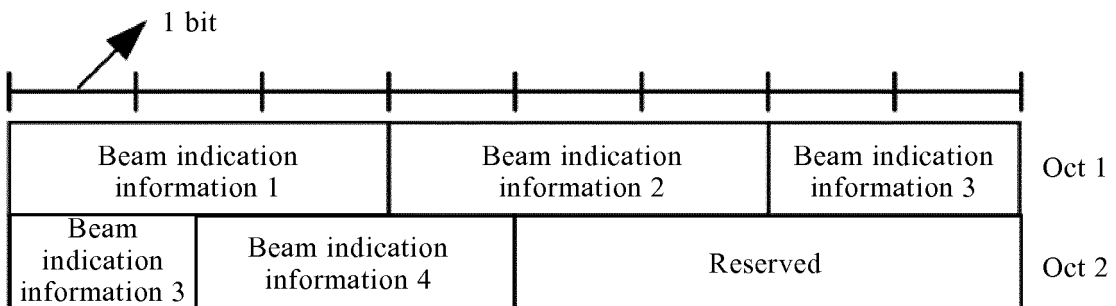 1 bit
Beam indication
information 1
Beam indication
information 2
Beam indication
information 3
Oct 1
Beam
indication
information 3
Beam indication
information 4
Reserved
Oct 2